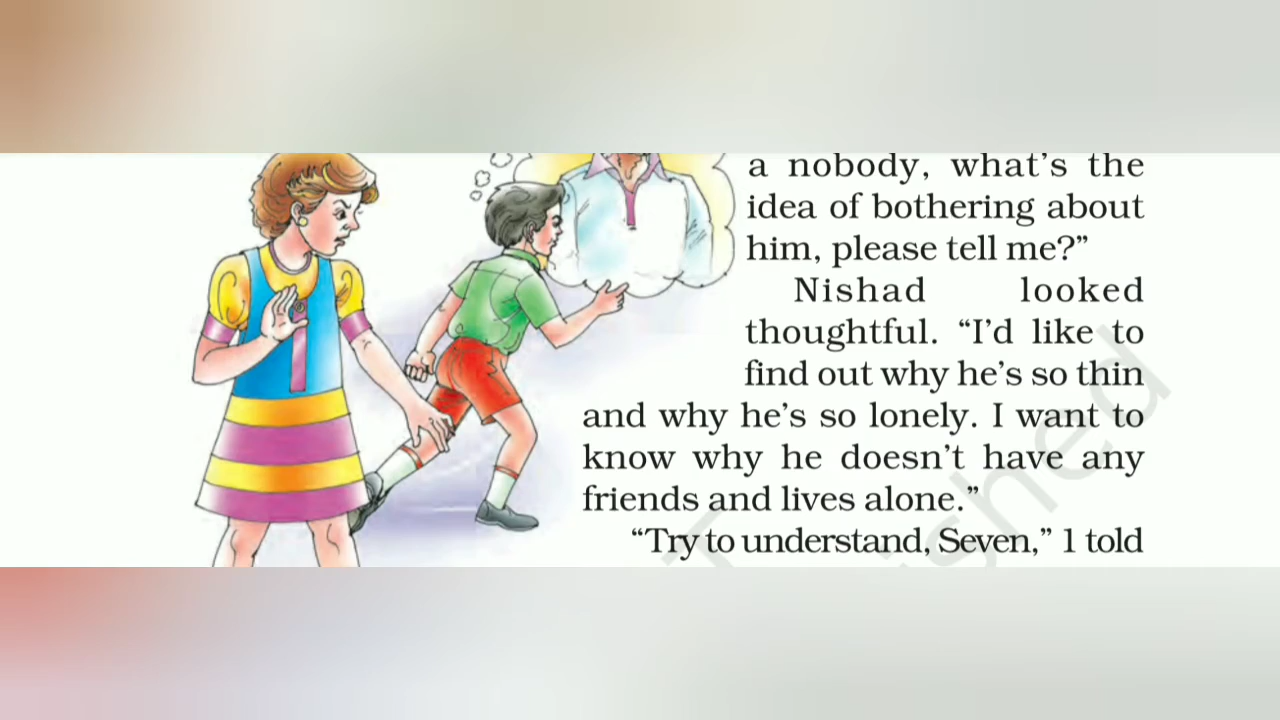 a nobody, what’s the
idea of bothering about
him, please tell me?”
Nishad looked
thoughtful. “I’d like to
find out why he’s so thin
and why he’s so lonely. I want to
know why he doesn’t have any
friends and lives alone.”
“Try to understand, Seven,” 1 told